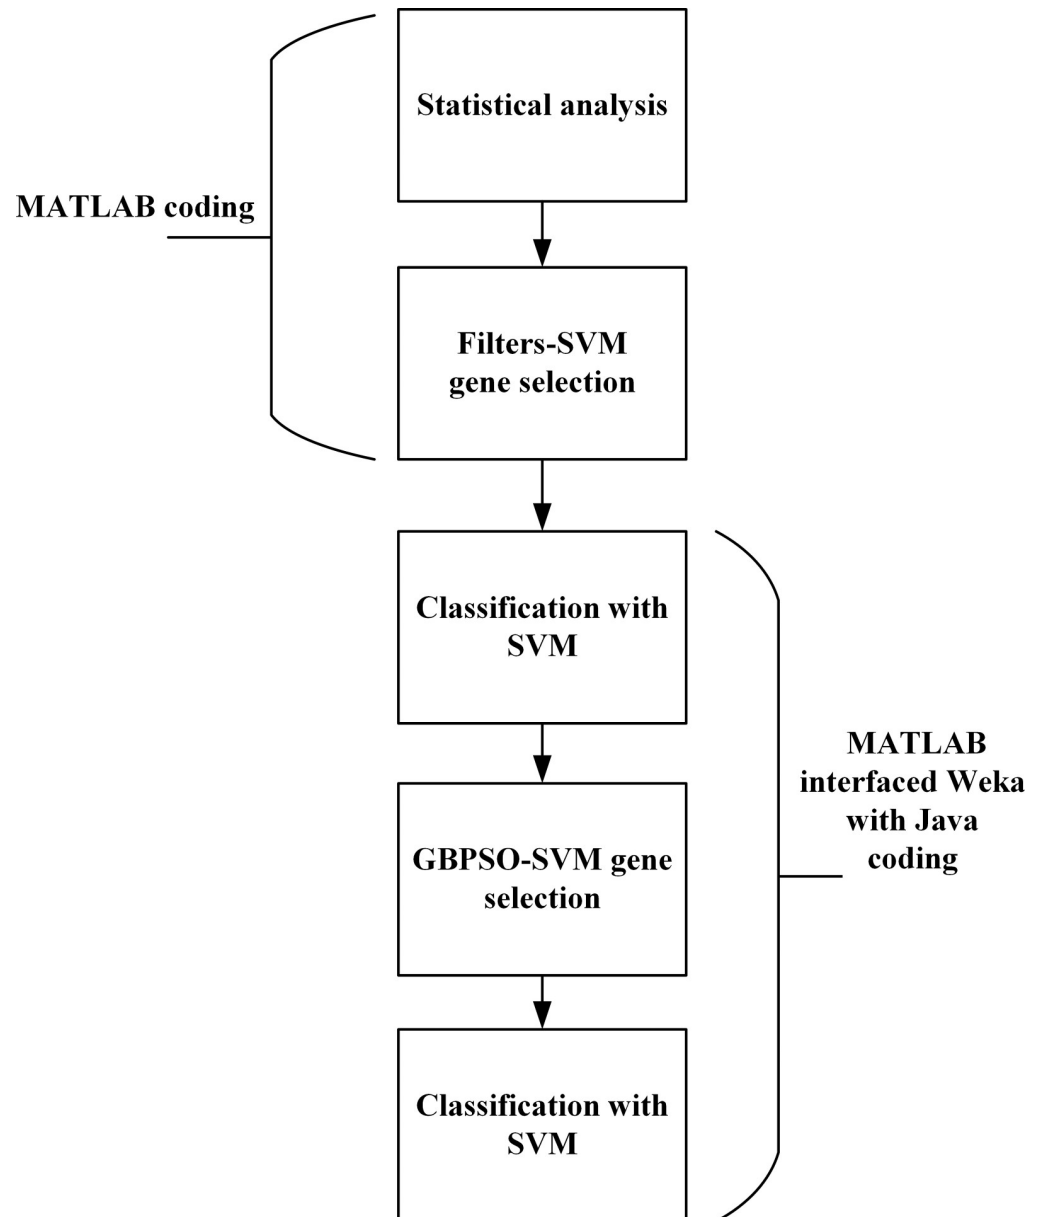 Statistical analysis
MATLAB coding
Filters-SVM
gene selection
Classification with
SVM
GBPSO-SVM gene
selection
MATLAB
interfaced Weka
with Java
coding
Classification with
SVM